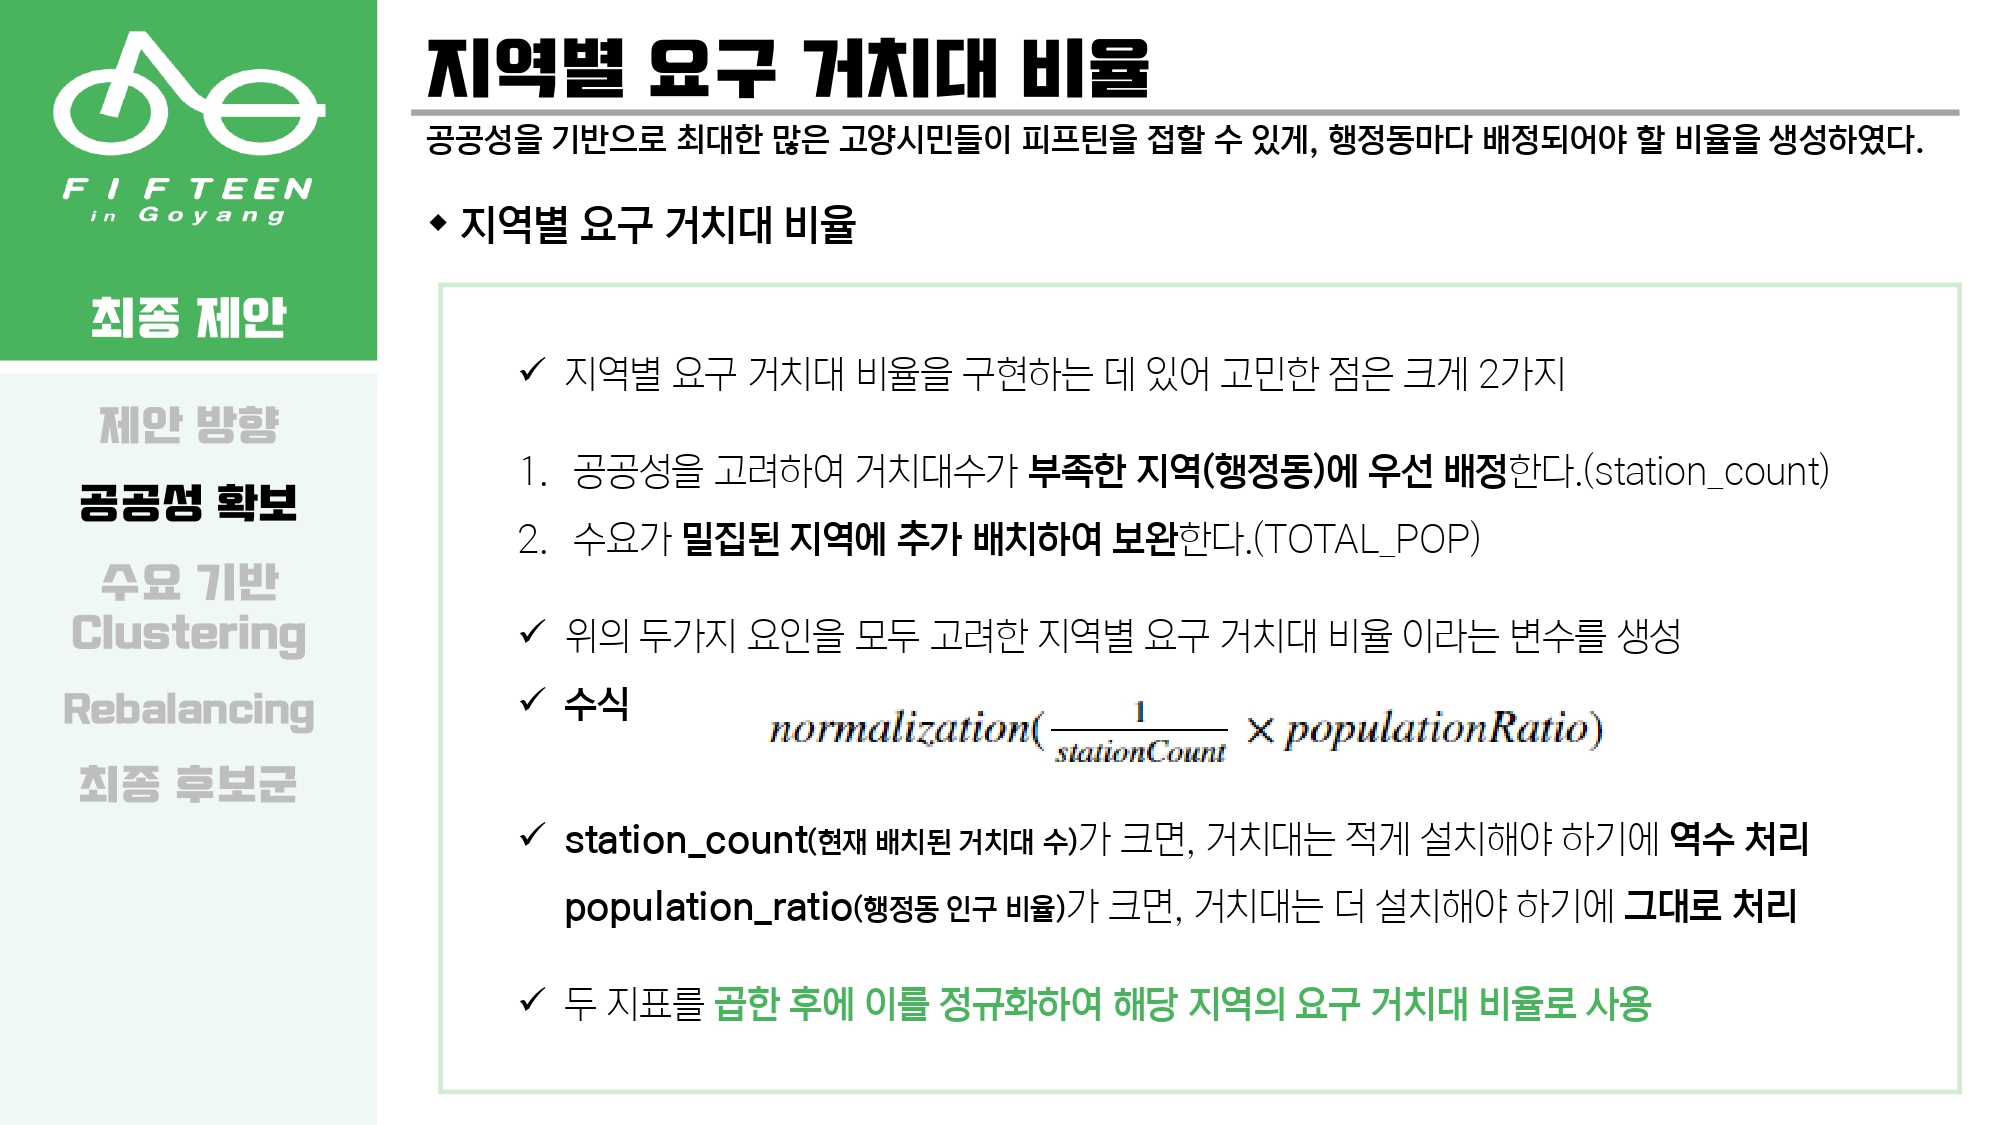 FIFTEEN
in Goyang
최종 제안
제안 방향
공공성 확보
수요 기반
Clustering
Rebalancing
최종 후보군
지역별 요구 거치대 비율
공공성을 기반으로 최대한 많은 고양시민들이 피프틴을 접할 수 있게, 행정동마다 배정되어야 할 비율을 생성하였다.
◆ 지역별 요구 거치대 비율
✓ 지역별 요구 거치대 비율을 구현하는 데 있어 고민한 점은 크게 2가지
1. 공공성을 고려하여 거치대수가 부족한 지역(행정동)에 우선 배정한다.(station_count)
2. 수요가 밀집된 지역에 추가 배치하여 보완한다.(TOTAL_POP)
✓ 위의 두가지 요인을 모두 고려한 지역별 요구 거치대 비율 이라는 변수를 생성
✓ 수식
normalization(1/stationCount × populationRatio)
✓ station_count(현재 배치된 거치대 수)가 크면, 거치대는 적게 설치해야 하기에 역수 처리
population_ratio(행정동 인구 비율)가 크면, 거치대는 더 설치해야 하기에 그대로 처리
✓ 두 지표를 곱한 후에 이를 정규화하여 해당 지역의 요구 거치대 비율로 사용